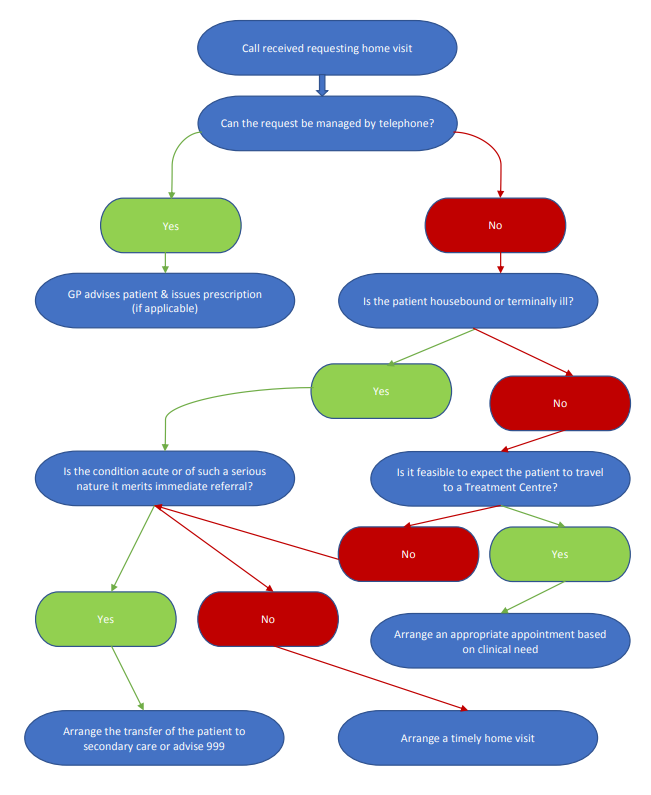 Call received requesting home visit
Can the request be managed by telephone?
Yes
No
GP advises patient & issues prescription
(if applicable)
Is the patient housebound or terminally ill?
Yes
No
Is the condition acute or of such a serious
nature it merits immediate referral?
Is it feasible to expect the patient to travel
to a Treatment Centre?
No
Yes
Yes
No
Arrange an appropriate appointment based
on clinical need
Arrange the transfer of the patient to
secondary care or advise 999
Arrange a timely home visit